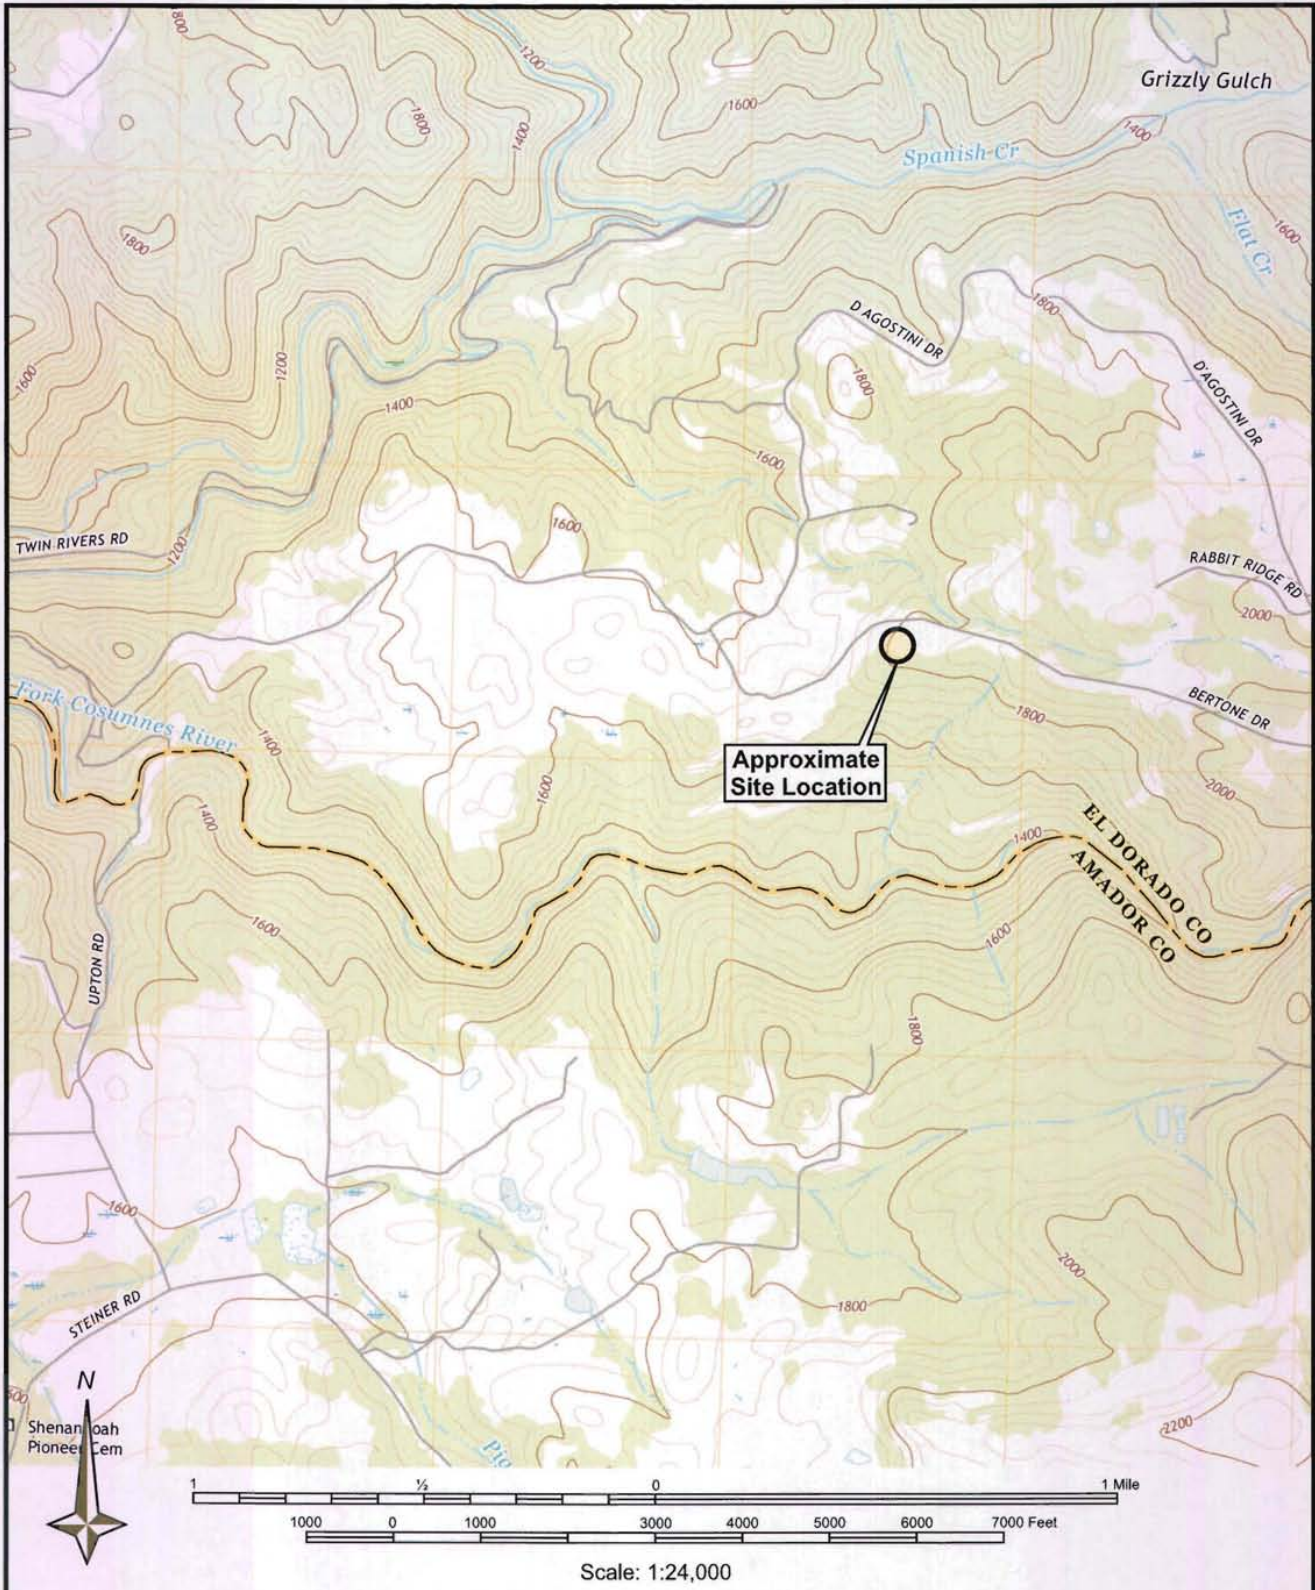 800
1200
Grizzly Gulch
1600
1800
1400
1400
Spanish Cr
Flat Cr
1600
1800
1800
D AGOSTINI DR
1200
1600
1800
D'AGOSTINI DR
1400
1600
1600
TWIN RIVERS RD
1200
RABBIT RIDGE RD
2000
Fork Cosumnes River
BERTONE DR
1800
1400
Approximate
Site Location
1600
2000
1400
1400
EL DORADO CO
AMADOR CO
1600
1600
UPTON RD
1800
1600
2000
STEINER RD
1800
N
600
Shenandoah
Pioneer Cem
2200
Pig
1 ½ 0 1 Mile
1000 0 1000 3000 4000 5000 6000 7000 Feet
Scale: 1:24,000